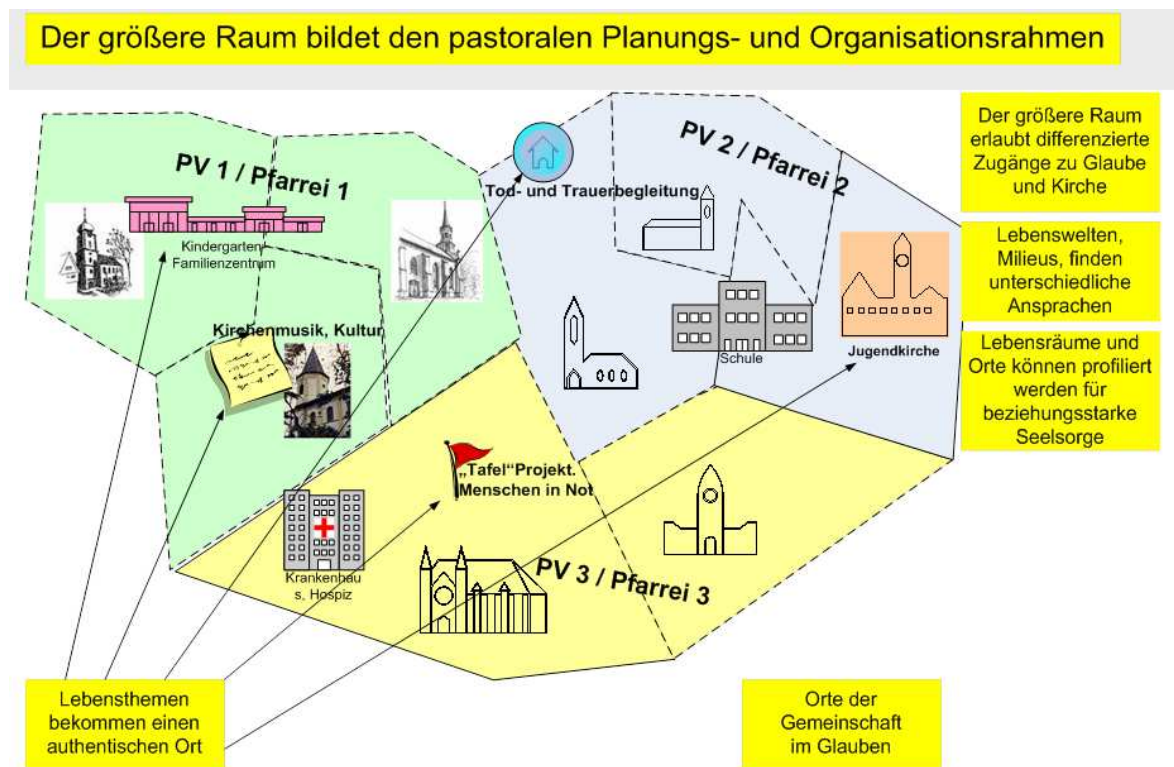 Der größere Raum bildet den pastoralen Planungs- und Organisationsrahmen
PV 1 / Pfarrei 1
Kindergarten/
Familienzentrum
Kirchenmusik, Kultur
Tod- und Trauerbegleitung
PV 2 / Pfarrei 2
Schule
Jugendkirche
„Tafel“Projekt.
Menschen in Not
Krankenhau
s, Hospiz
PV 3 / Pfarrei 3
Der größere Raum
erlaubt differenzierte
Zugänge zu Glaube
und Kirche
Lebenswelten,
Milieus, finden
unterschiedliche
Ansprachen
Lebensräume und
Orte können profiliert
werden für
beziehungsstarke
Seelsorge
Lebensthemen
bekommen einen
authentischen Ort
Orte der
Gemeinschaft
im Glauben